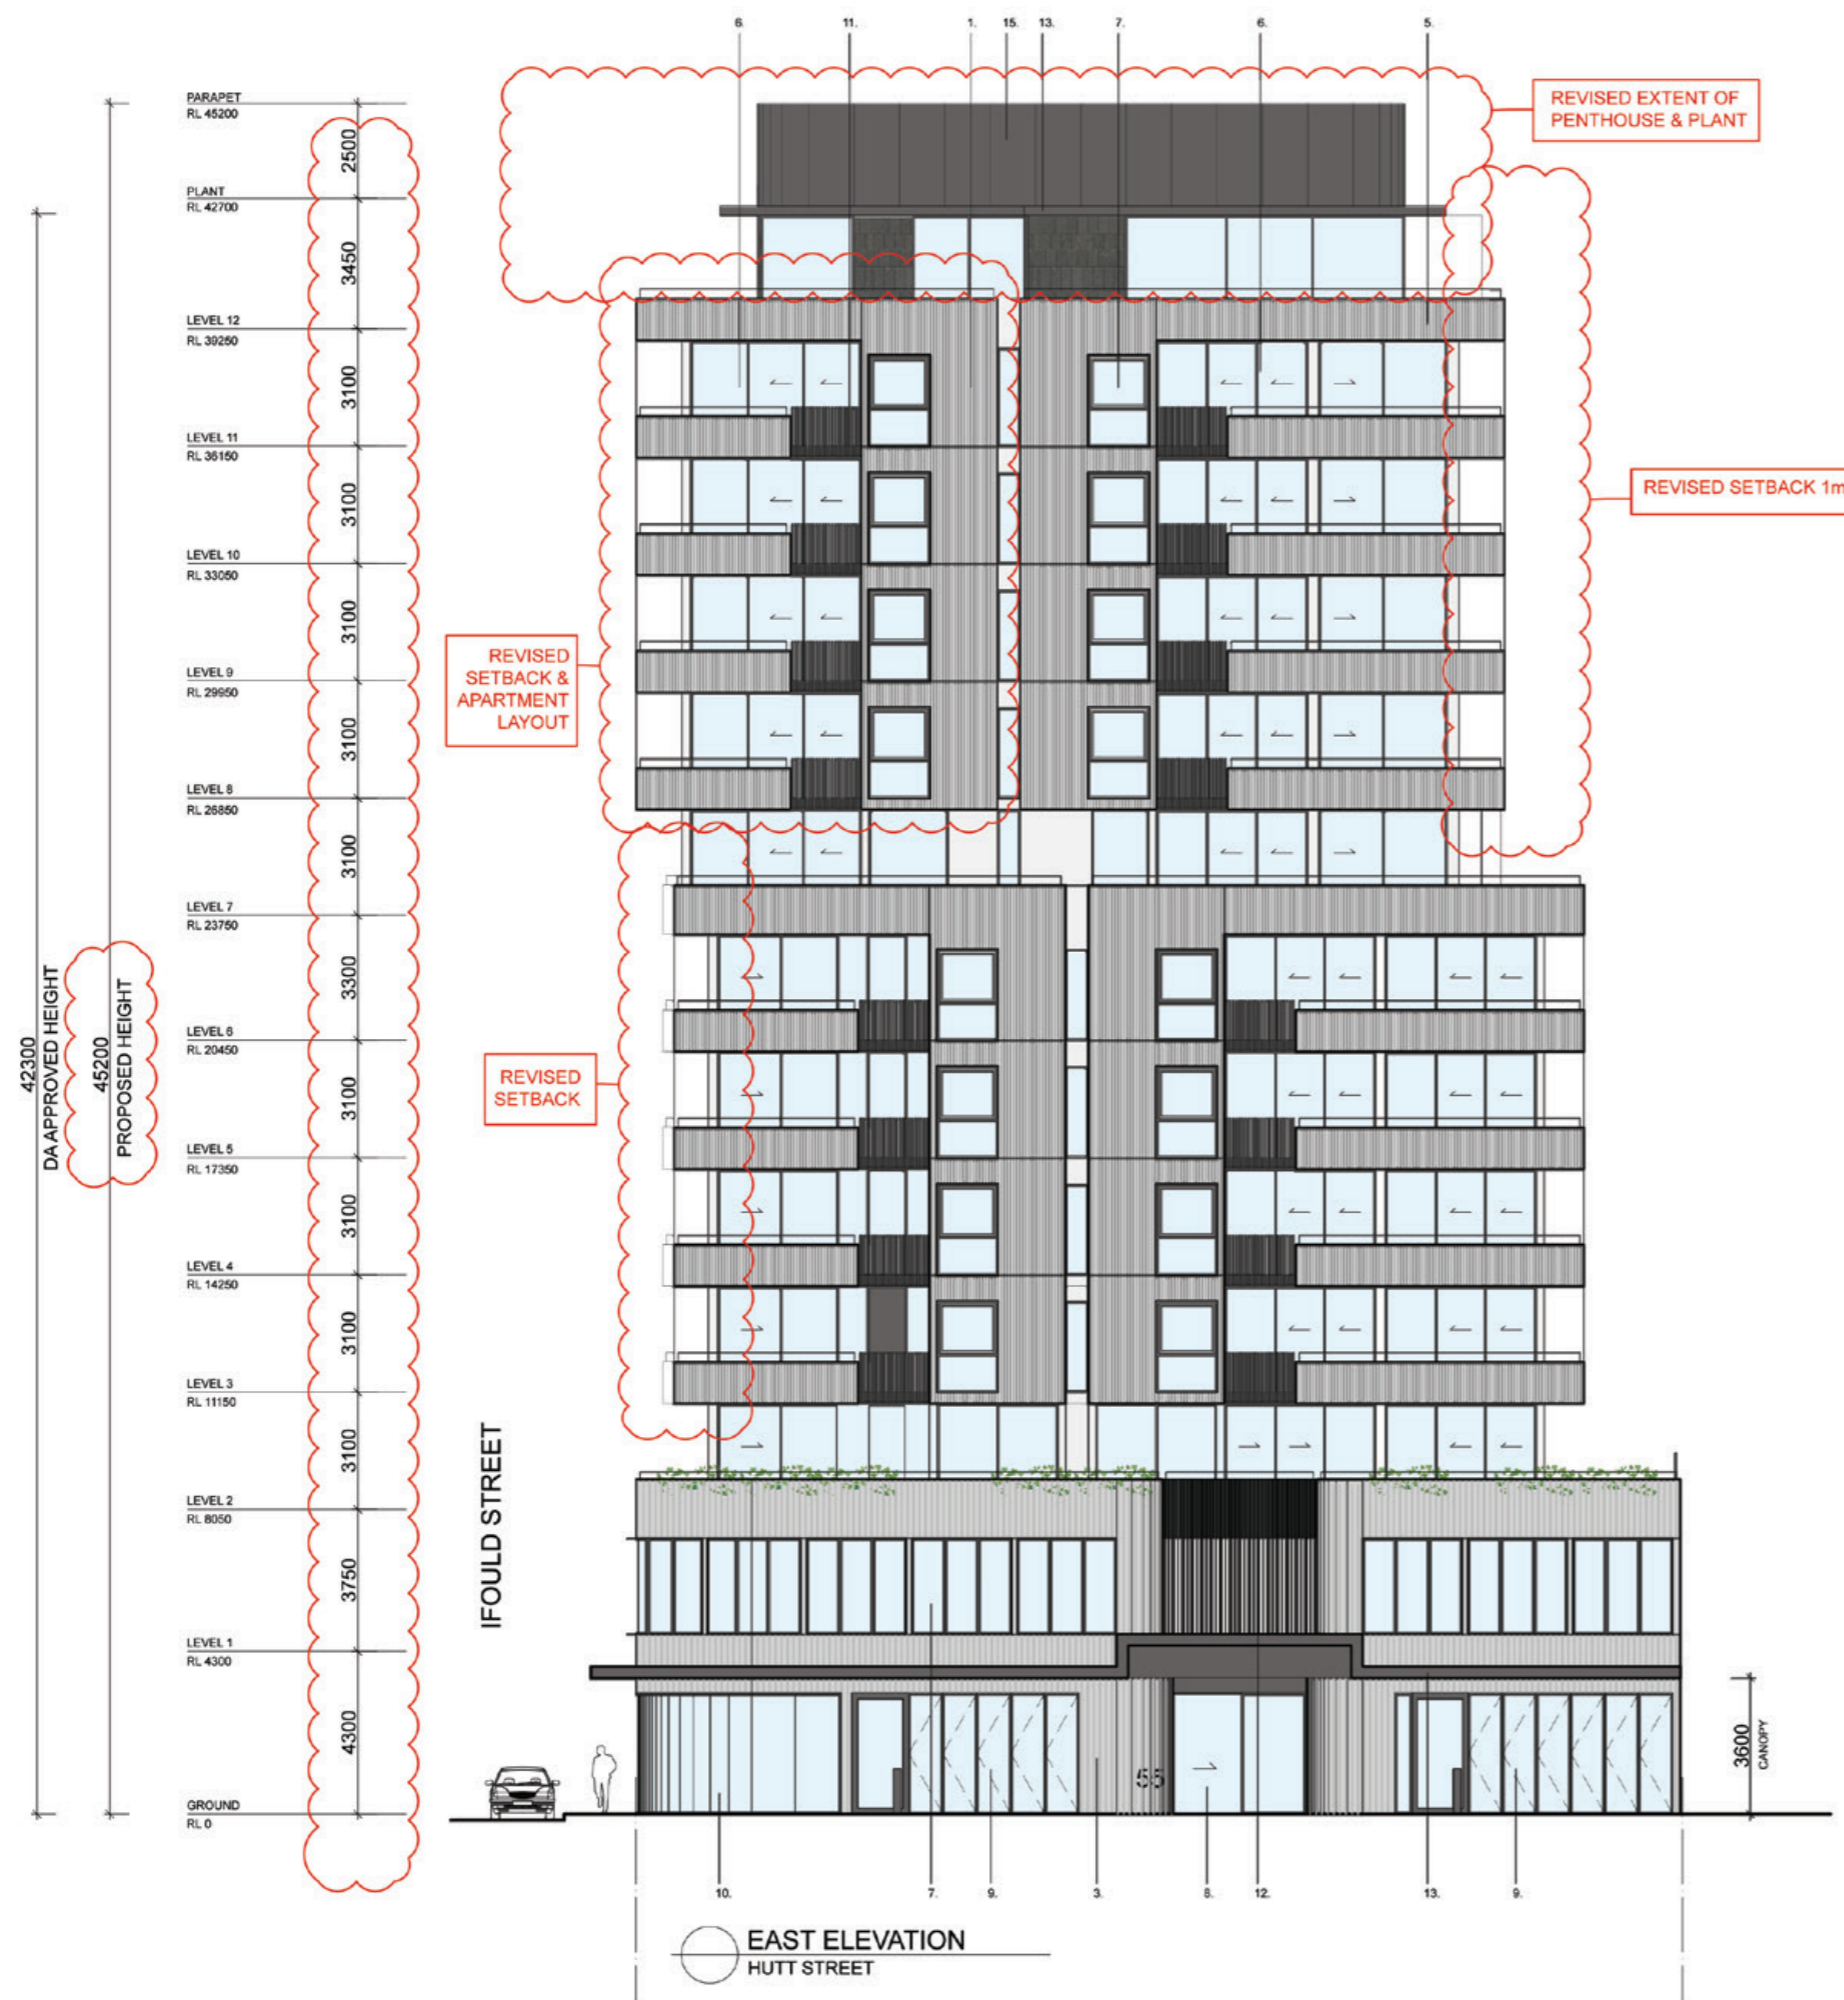 6.
11.
1.
15.
13.
7.
6.
5.
REVISED EXTENT OF
PENTHOUSE & PLANT
PARAPET
RL 45200
2500
PLANT
RL 42700
3450
LEVEL 12
RL 39250
3100
LEVEL 11
RL 36150
3100
REVISED SETBACK 1m
LEVEL 10
RL 33050
3100
REVISED
SETBACK &
APARTMENT
LAYOUT
LEVEL 9
RL 29950
3100
LEVEL 8
RL 26850
3100
LEVEL 7
RL 23750
3300
LEVEL 6
RL 20450
3100
42300
DA APPROVED HEIGHT
45200
PROPOSED HEIGHT
REVISED
SETBACK
LEVEL 5
RL 17350
3100
LEVEL 4
RL 14250
3100
LEVEL 3
RL 11150
3100
LEVEL 2
RL 8050
3750
IFOULD STREET
LEVEL 1
RL 4300
4300
3600
CANOPY
55
GROUND
RL 0
10.
7.
9.
3.
8.
12.
13.
9.
EAST ELEVATION
HUTT STREET